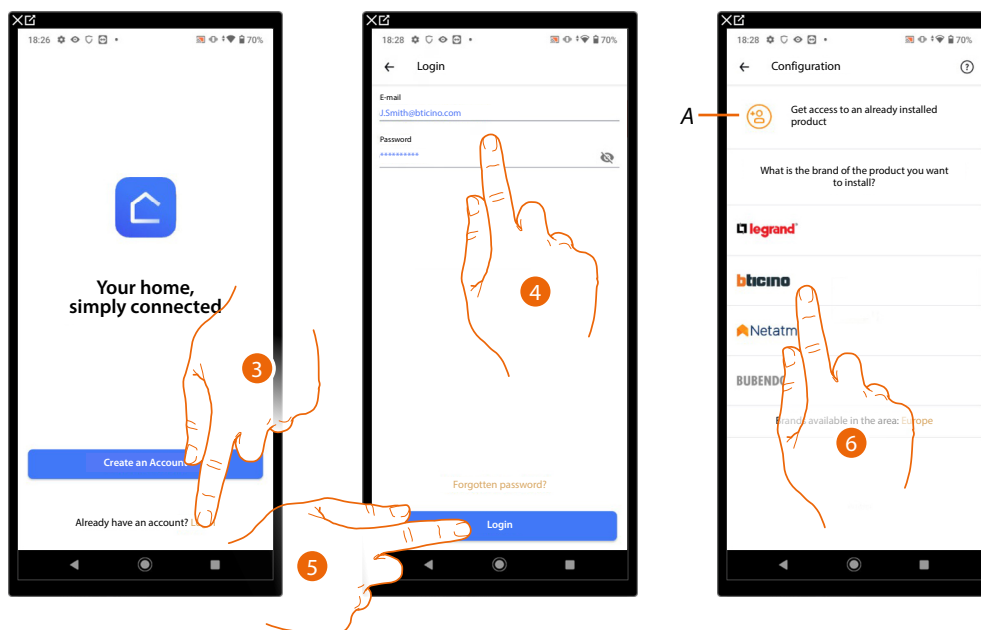 18:26
70%
Your home,
simply connected
3
Create an Accoun
Already have an account? L
18:28
70%
Login
E-mail
J.Smith@bticino.com
Password
**********
4
Forgotten password?
Login
5
18:28
70%
Configuration
?
A
Get access to an already installed
product
What is the brand of the product you want
to install?
legrand®
bticino
Netatm
BUBENDO
Brands available in the area: Europe
6